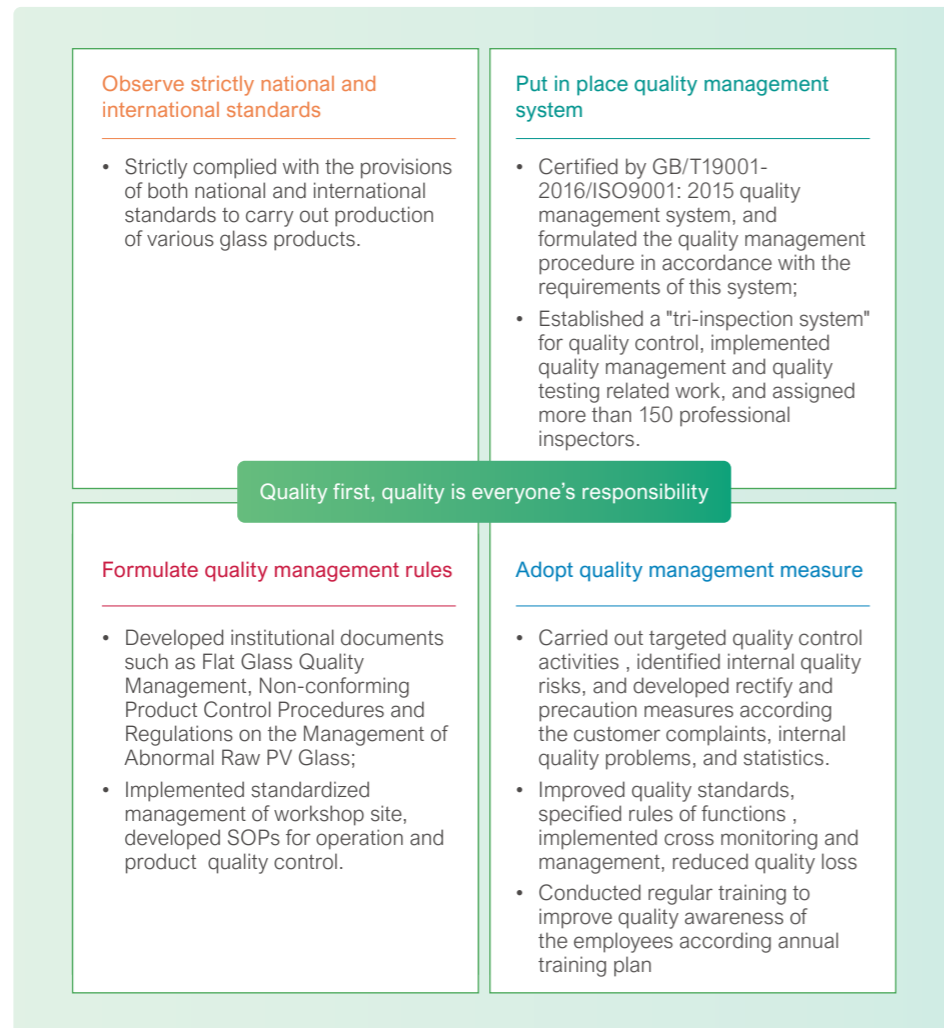 Observe strictly national and
international standards
• Strictly complied with the provisions
of both national and international
standards to carry out production
of various glass products.
Put in place quality management
system
• Certified by GB/T19001-
2016/ISO9001: 2015 quality
management system, and
formulated the quality management
procedure in accordance with the
requirements of this system;
• Established a "tri-inspection system"
for quality control, implemented
quality management and quality
testing related work, and assigned
more than 150 professional
inspectors.
Quality first, quality is everyone’s responsibility
Formulate quality management rules
• Developed institutional documents
such as Flat Glass Quality
Management, Non-conforming
Product Control Procedures and
Regulations on the Management of
Abnormal Raw PV Glass;
• Implemented standardized
management of workshop site,
developed SOPs for operation and
product  quality control.
Adopt quality management measure
• Carried out targeted quality control
activities , identified internal quality
risks, and developed rectify and
precaution measures according
the customer complaints, internal
quality problems, and statistics.
• Improved quality standards,
specified rules of functions ,
implemented cross monitoring and
management, reduced quality loss
• Conducted regular training to
improve quality awareness of
the employees according annual
training plan